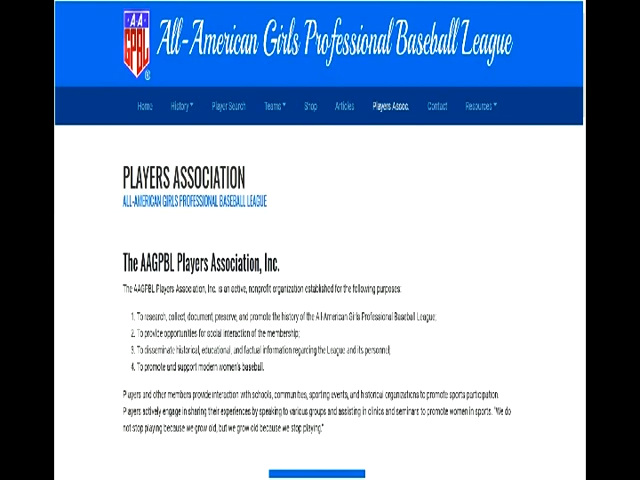 AA
GPBL
All-American Girls Professional Baseball League
Home History Player Search Teams Shop Articles Players Assoc. Contact Resources
PLAYERS ASSOCIATION
ALL-AMERICAN GIRLS PROFESSIONAL BASEBALL LEAGUE
The AAGPBL Players Association, Inc.
The AAGPBL Players Association, Inc. is an active, nonprofit organization established for the following purposes:
1. To research, collect, document, preserve, and promote the history of the All-American Girls Professional Baseball League;
2. To provide opportunities for social interaction of the membership;
3. To disseminate historical, educational, and factual information regarding the League and its personnel;
4. To promote and support modern women's baseball.
Players and other members provide interaction with schools, communities, sporting events, and historical organizations to promote sports participation.
Players actively engage in sharing their experiences by speaking to various groups and assisting in clinics and seminars to promote women in sports. "We do
not stop playing because we grow old, but we grow old because we stop playing."